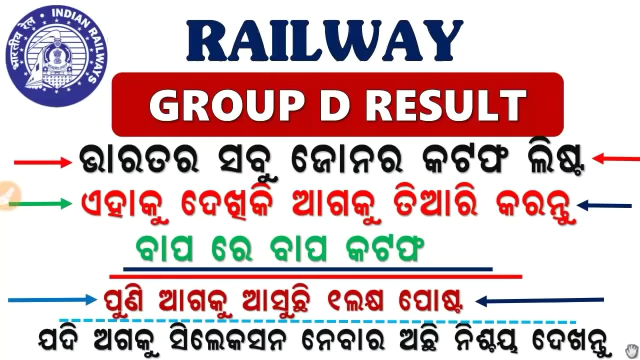 भारतीय रेल • INDIAN RAILWAYS
RAILWAY
GROUP D RESULT
ଭାରତର ସବୁ ଜୋନର କଟଫ ଲିଷ୍ଟ
ଏହାକୁ ଦେଖିକି ଆଗକୁ ତିଆରି କରନ୍ତୁ
ବାପ ରେ ବାପ କଟଫ
ପୁଣି ଆଗକୁ ଆସୁଛି ୧ଲକ୍ଷ ପୋଷ୍ଟ
ଯଦି ଅଗକୁ ସିଲେକସନ ନେବାର ଅଛି ନିଶ୍ଚୟ ଦେଖନ୍ତୁ